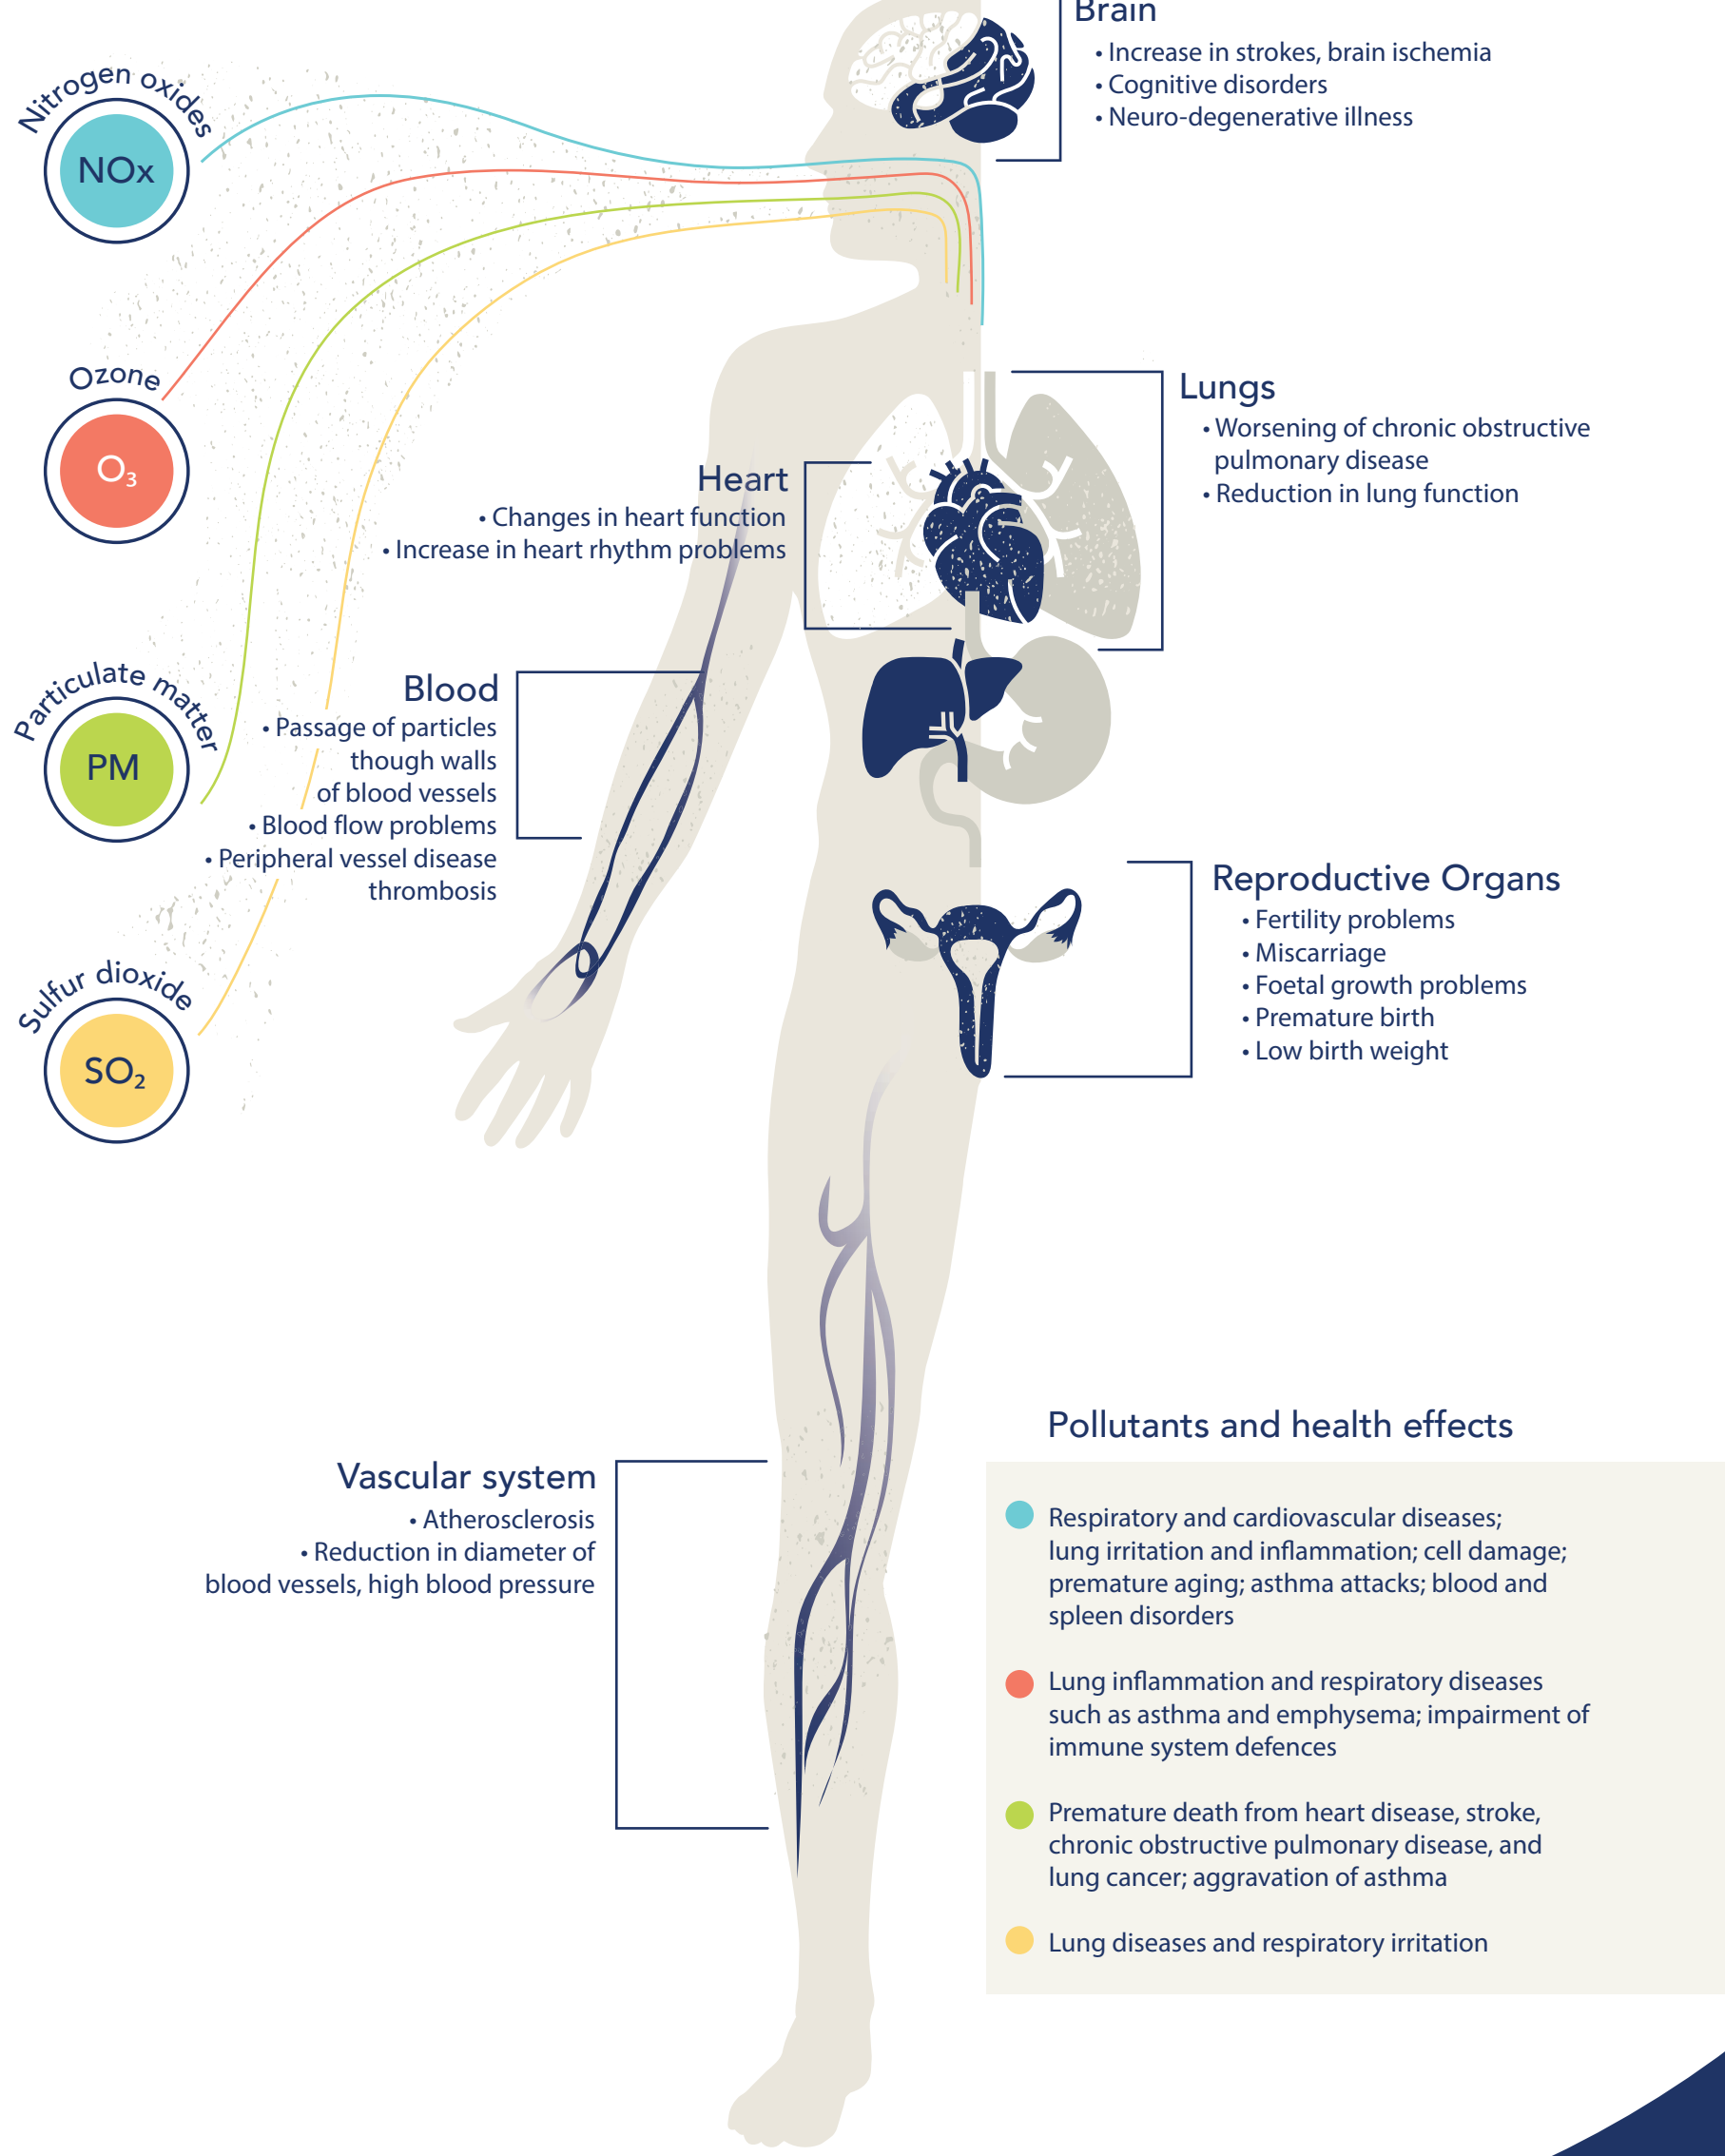 Brain
• Increase in strokes, brain ischemia
• Cognitive disorders
• Neuro-degenerative illness
Nitrogen oxides
NOx
Ozone
O₃
Lungs
• Worsening of chronic obstructive
pulmonary disease
• Reduction in lung function
Heart
• Changes in heart function
• Increase in heart rhythm problems
Particulate matter
PM
Blood
• Passage of particles
though walls
of blood vessels
• Blood flow problems
• Peripheral vessel disease
thrombosis
Reproductive Organs
• Fertility problems
• Miscarriage
• Foetal growth problems
• Premature birth
• Low birth weight
Sulfur dioxide
SO₂
Vascular system
• Atherosclerosis
• Reduction in diameter of
blood vessels, high blood pressure
Pollutants and health effects
Respiratory and cardiovascular diseases;
lung irritation and inflammation; cell damage;
premature aging; asthma attacks; blood and
spleen disorders
Lung inflammation and respiratory diseases
such as asthma and emphysema; impairment of
immune system defences
Premature death from heart disease, stroke,
chronic obstructive pulmonary disease, and
lung cancer; aggravation of asthma
Lung diseases and respiratory irritation